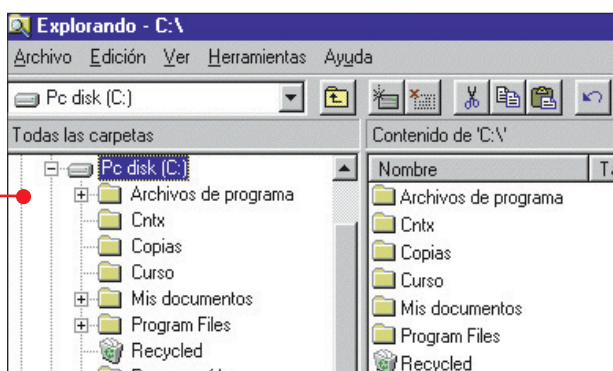 Explorando - C:\
Archivo Edición Ver Herramientas Ayuda
Pc disk (C:)
Todas las carpetas
Contenido de 'C:\'
Pc disk (C:)
Archivos de programa
Cntx
Copias
Curso
Mis documentos
Program Files
Recycled
Nombre
Archivos de programa
Cntx
Copias
Curso
Mis documentos
Program Files
Recycled